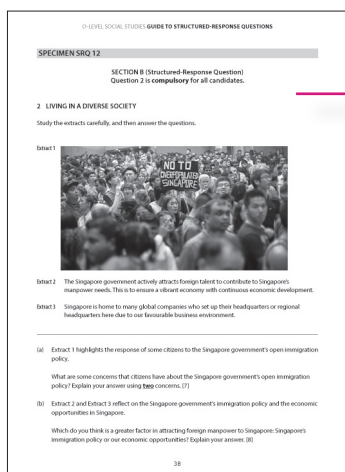 O-LEVEL SOCIAL STUDIES GUIDE TO STRUCTURED-RESPONSE QUESTIONS
SPECIMEN SRQ 12
SECTION B (Structured-Response Question)
Question 2 is compulsory for all candidates.
2 LIVING IN A DIVERSE SOCIETY
Study the extracts carefully, and then answer the questions.
Extract 1
NO TO
OVERPOPULATED
SINGAPORE
Extract 2 The Singapore government actively attracts foreign talent to contribute to Singapore's
manpower needs. This is to ensure a vibrant economy with continuous economic development.
Extract 3 Singapore is home to many global companies who set up their headquarters or regional
headquarters here due to our favourable business environment.
(a) Extract 1 highlights the response of some citizens to the Singapore government's open immigration
policy.
What are some concerns that citizens have about the Singapore government's open immigration
policy? Explain your answer using two concerns. [7]
(b) Extract 2 and Extract 3 reflect on the Singapore government's immigration policy and the economic
opportunities in Singapore.
Which do you think is a greater factor in attracting foreign manpower to Singapore: Singapore's
immigration policy or our economic opportunities? Explain your answer. [8]
38